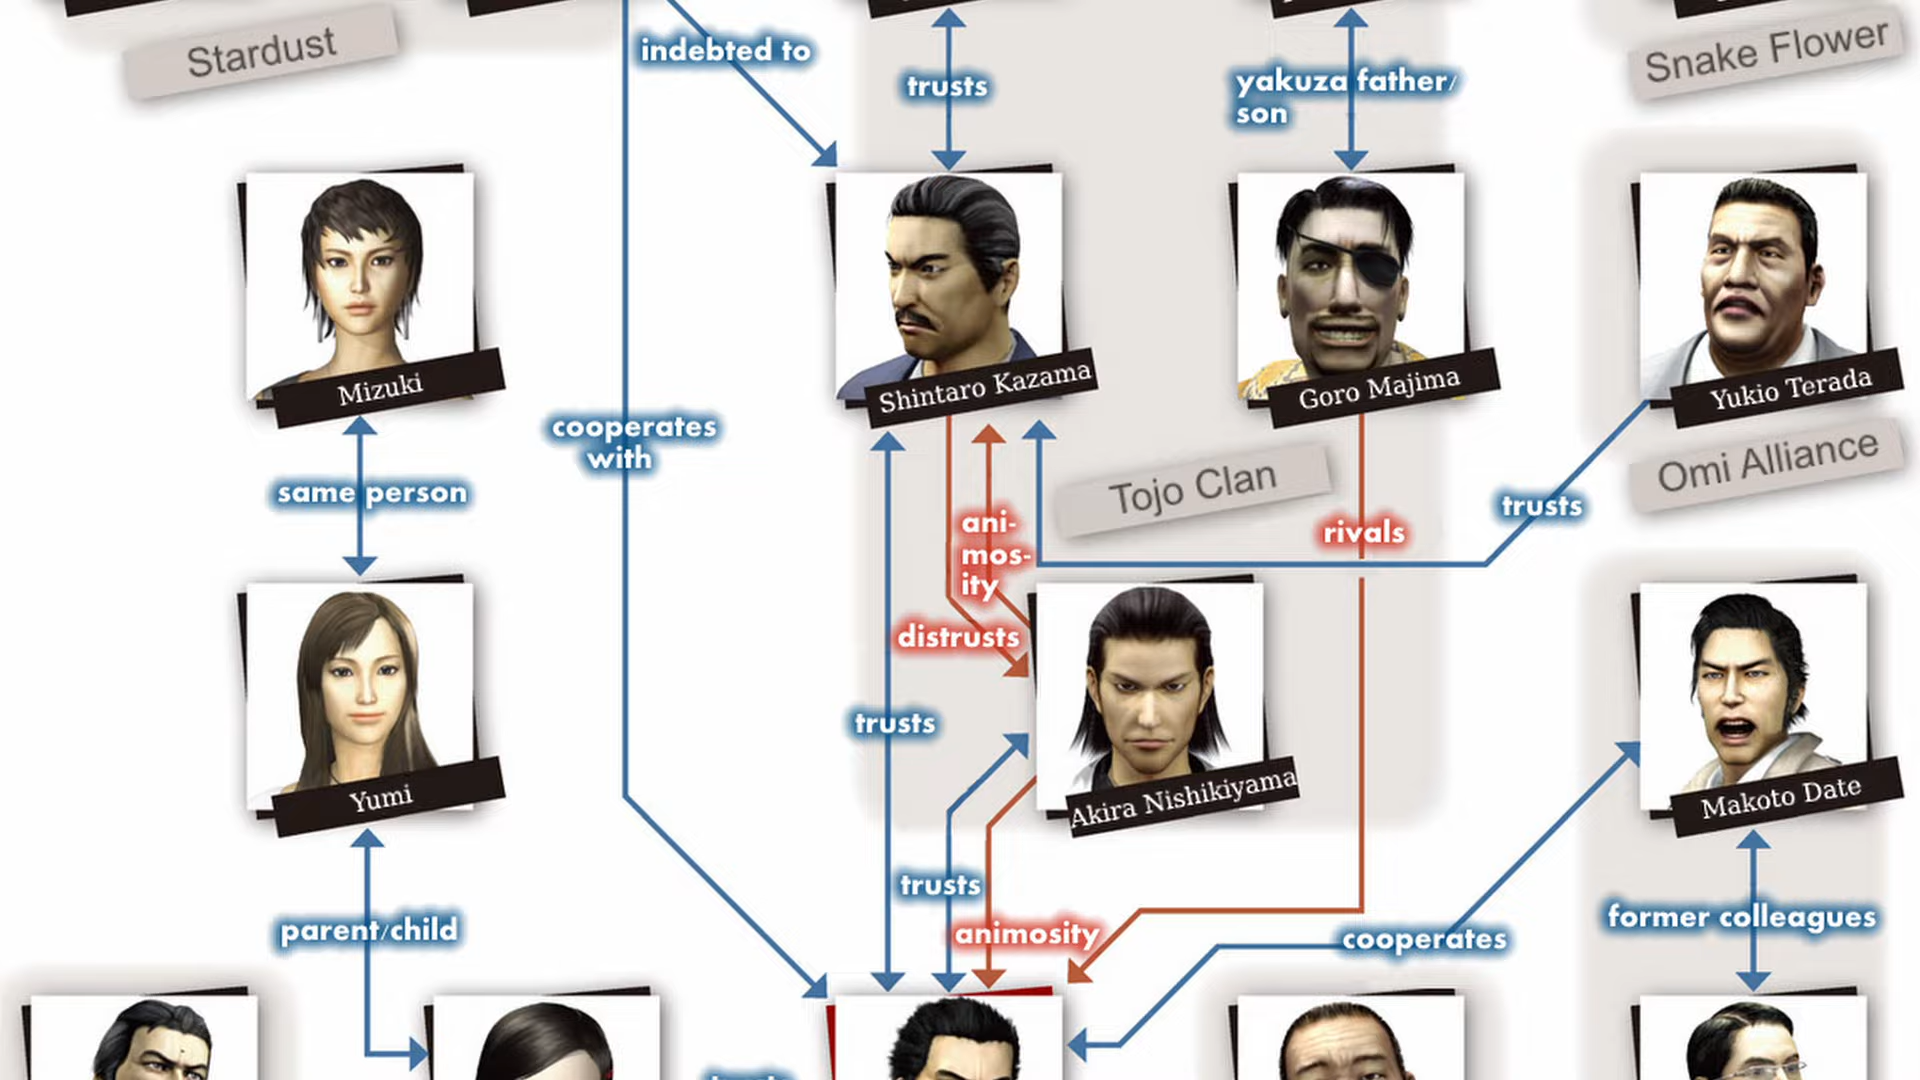 Stardust
indebted to
trusts
yakuza father/
son
Snake Flower
Mizuki
Shintaro Kazama
Goro Majima
Yukio Terada
cooperates
with
same person
Tojo Clan
Omi Alliance
ani-
mos-
ity
rivals
trusts
distrusts
trusts
Yumi
Akira Nishikiyama
Makoto Date
trusts
parent/child
animosity
cooperates
former colleagues